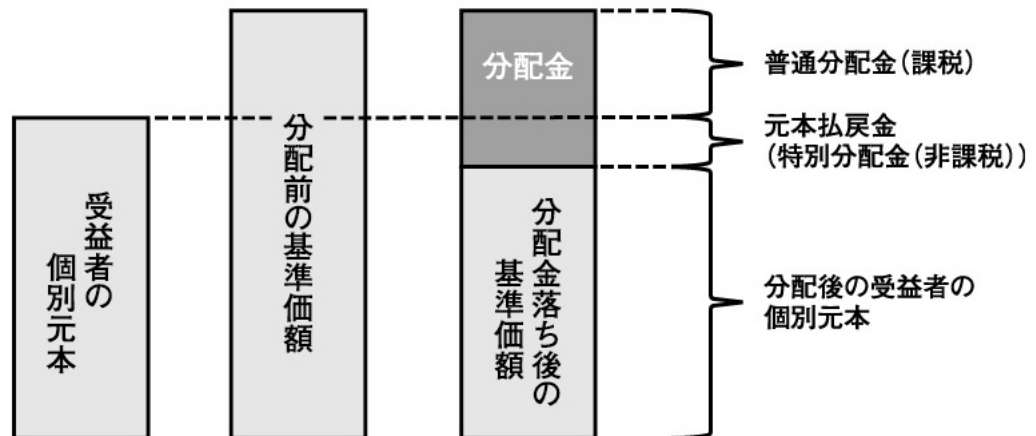 受益者の
個別元本
分配前の基準価額
分配金
分配金落ち後の
基準価額
普通分配金(課税)
元本払戻金
(特別分配金(非課税))
分配後の受益者の
個別元本